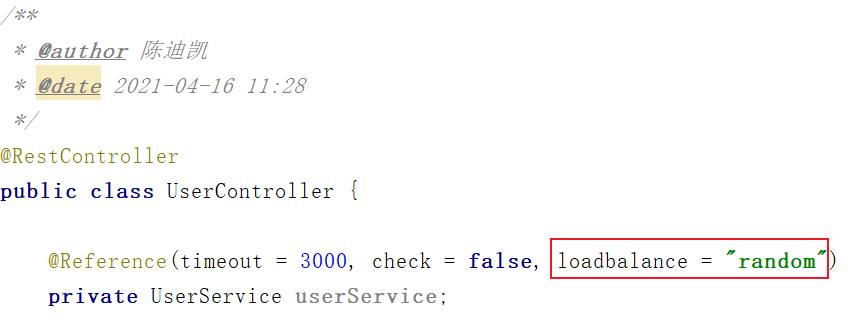 /**
 * @author 陈迪凯
 * @date 2021-04-16 11:28
 */
@RestController
public class UserController {
    @Reference(timeout = 3000, check = false, loadbalance = "random")
    private UserService userService;